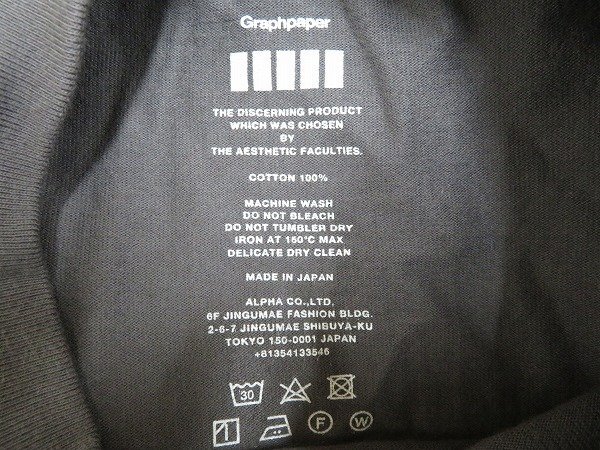 Graphpaper
THE DISCERNING PRODUCT
WHICH WAS CHOSEN
BY
THE AESTHETIC FACULTIES.
COTTON 100%
MACHINE WASH
DO NOT BLEACH
DO NOT TUMBLER DRY
IRON AT 160°C MAX
DELICATE DRY CLEAN
MADE IN JAPAN
ALPHA CO.,LTD.
6F JINGUMAE FASHION BLDG.
2-6-7 JINGUMAE SHIBUYA-KU
TOKYO 150-0001 JAPAN
+81354133546
30
F W